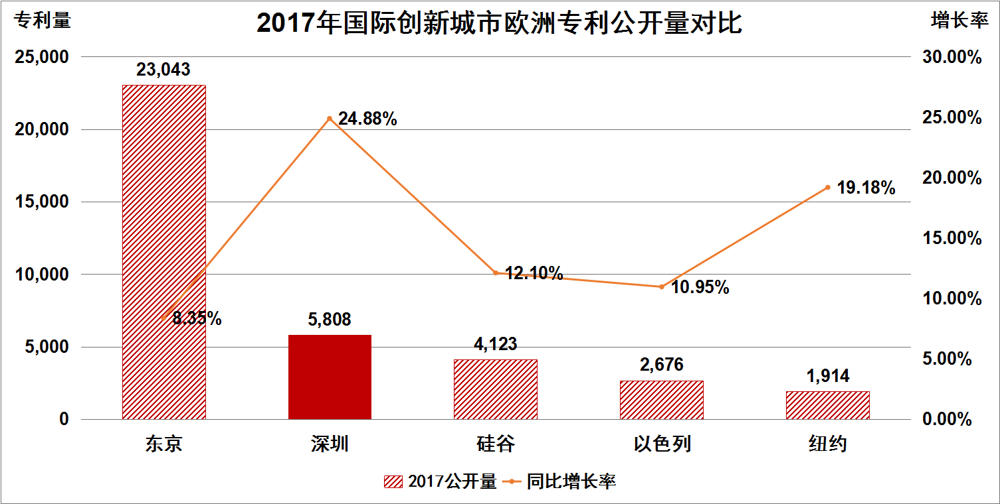 专利量
2017年国际创新城市欧洲专利公开量对比
增长率
25,000
20,000
15,000
10,000
5,000
0
30.00%
25.00%
20.00%
15.00%
10.00%
5.00%
0.00%
23,043
5,808
4,123
2,676
1,914
8.35%
24.88%
12.10%
10.95%
19.18%
东京
深圳
硅谷
以色列
纽约
2017公开量
同比增长率